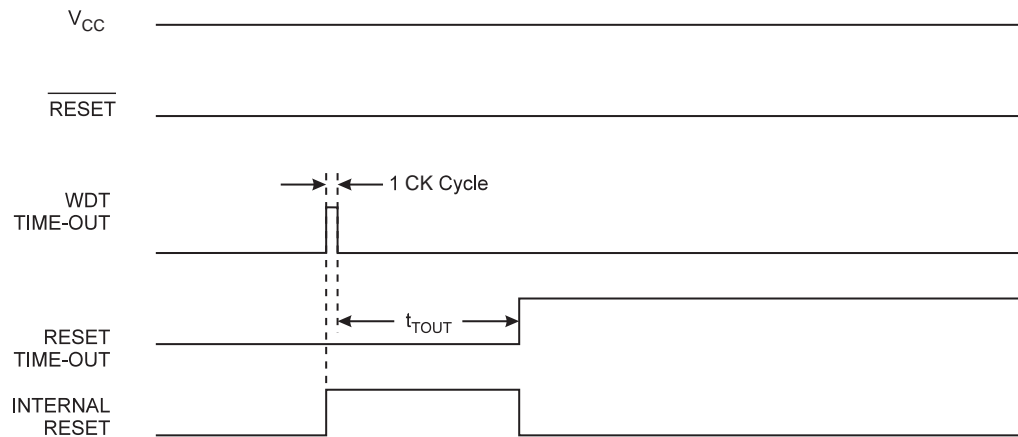 VCC
RESET
1 CK Cycle
WDT
TIME-OUT
tTOUT
RESET
TIME-OUT
INTERNAL
RESET